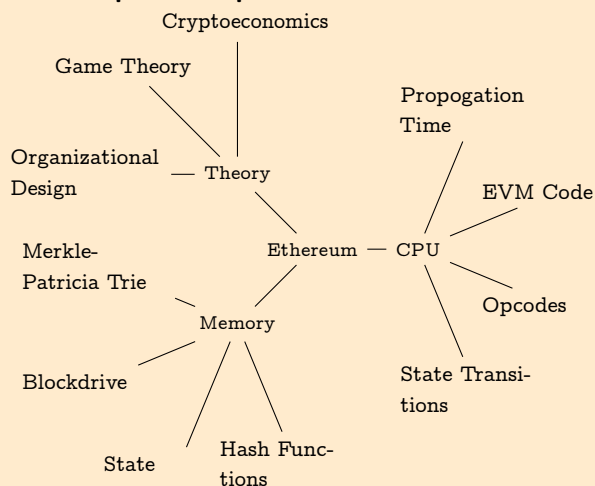 Cryptoeconomics
Game Theory
Propogation
Time
Organizational
Design
Theory
EVM Code
Merkle-
Patricia Trie
Ethereum
CPU
Opcodes
Memory
Blockdrive
State Transi-
tions
State
Hash Func-
tions